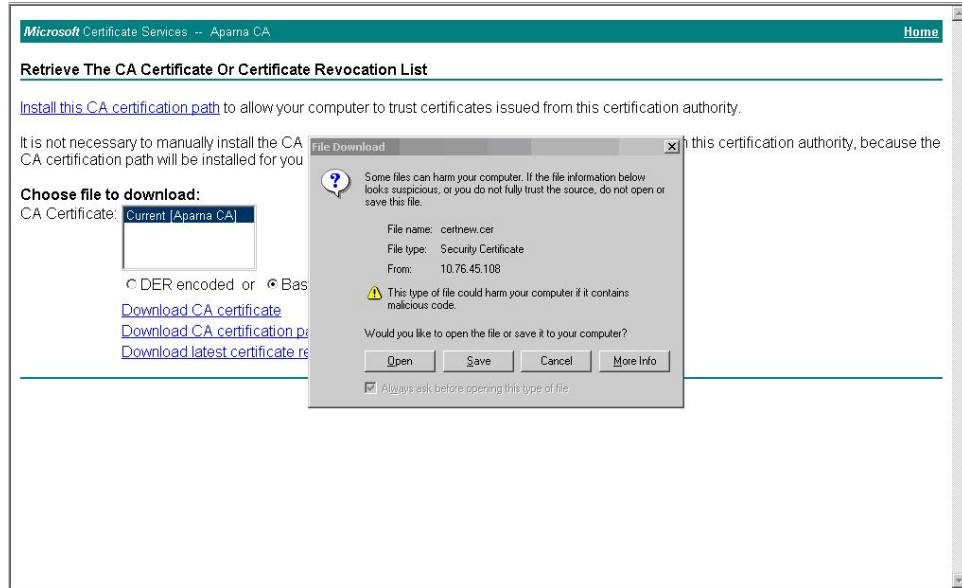 Microsoft Certificate Services -- Aparna CA Home
Retrieve The CA Certificate Or Certificate Revocation List
Install this CA certification path to allow your computer to trust certificates issued from this certification authority.
It is not necessary to manually install the CA this certification authority, because the
CA certification path will be installed for you
Choose file to download:
CA Certificate: Current [Aparna CA]
DER encoded or Bas
Download CA certificate
Download CA certification pa
Download latest certificate re
File Download
Some files can harm your computer. If the file information below
looks suspicious, or you do not fully trust the source, do not open or
save this file.
File name: certnew.cer
File type: Security Certificate
From: 10.76.45.108
This type of file could harm your computer if it contains
malicious code.
Would you like to open the file or save it to your computer?
Open Save Cancel More Info
Always ask before opening this type of file